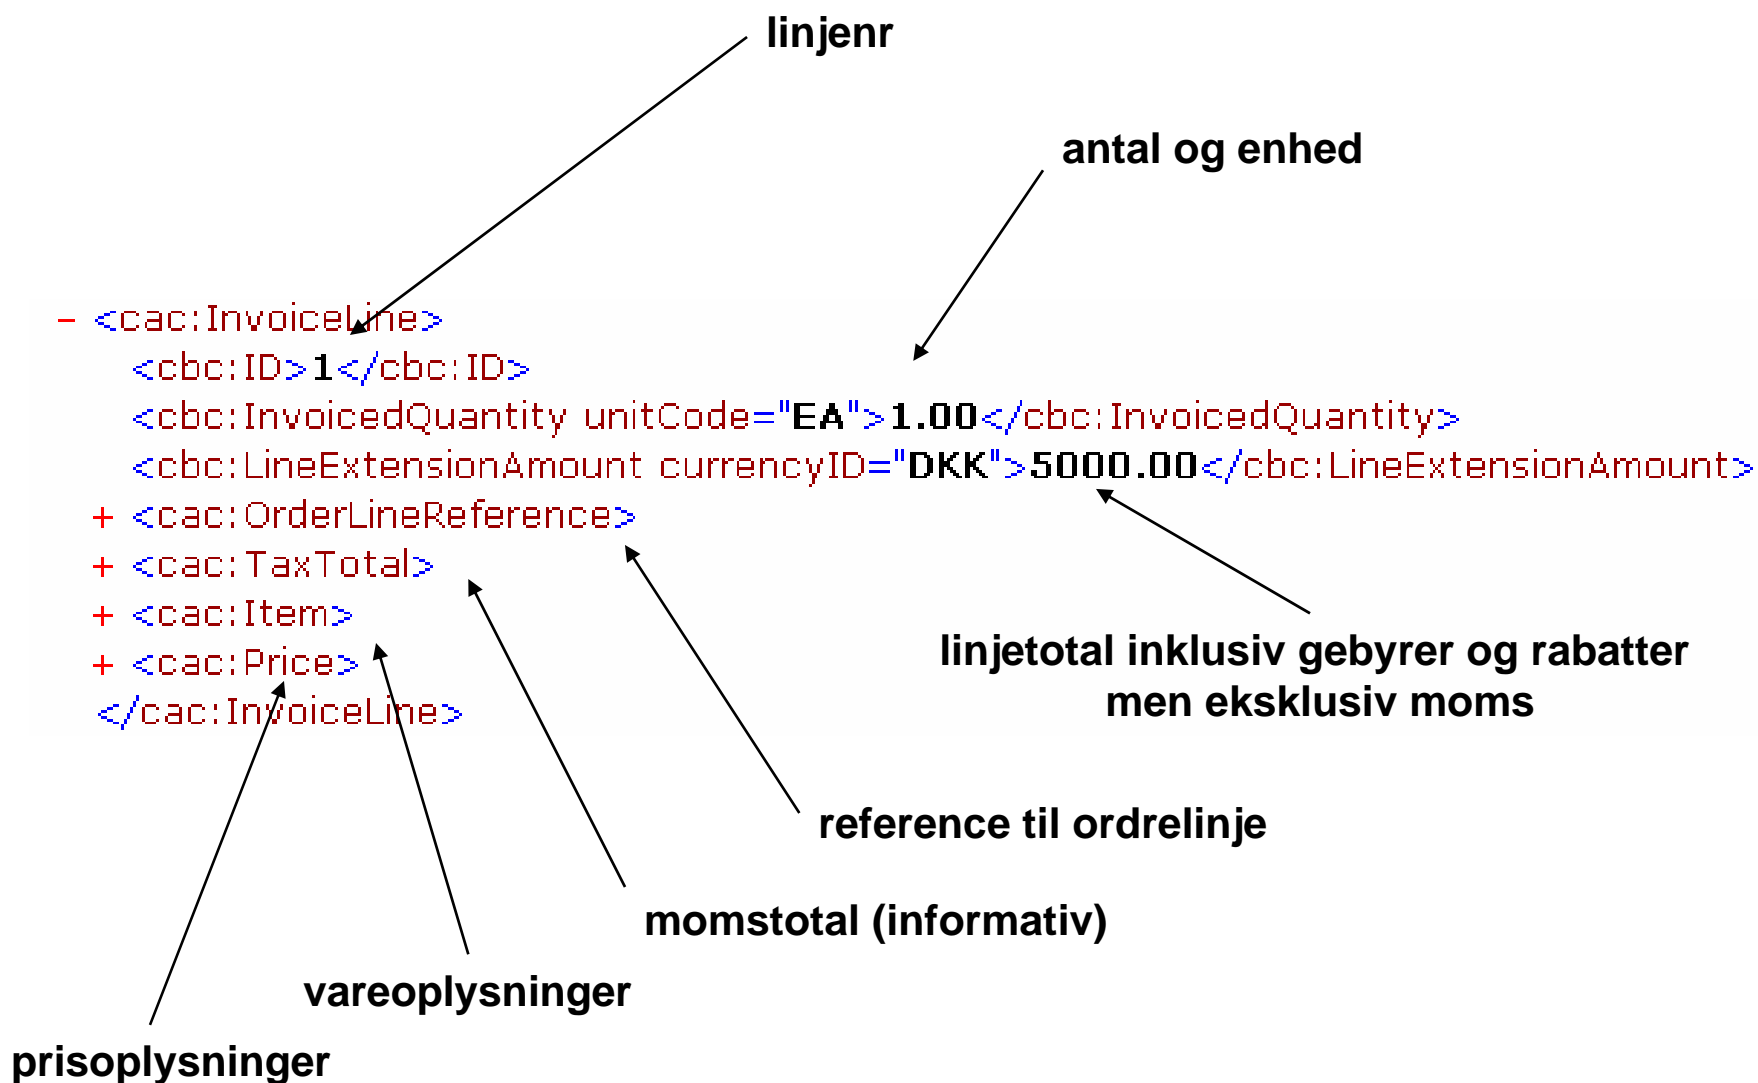 linjenr
antal og enhed
- <cac:InvoiceLine>
<cbc:ID>1</cbc:ID>
<cbc:InvoicedQuantity unitCode="EA">1.00</cbc:InvoicedQuantity>
<cbc:LineExtensionAmount currencyID="DKK">5000.00</cbc:LineExtensionAmount>
+ <cac:OrderLineReference>
+ <cac:TaxTotal>
+ <cac:Item>
+ <cac:Price>
</cac:InvoiceLine>
linjetotal inklusiv gebyrer og rabatter
men eksklusiv moms
reference til ordrelinje
momstotal (informativ)
vareoplysninger
prisoplysninger